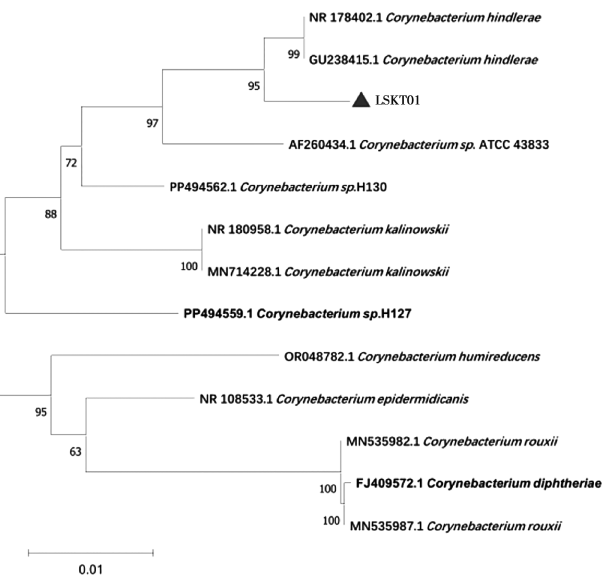 NR 178402.1 Corynebacterium hindlerae
99
GU238415.1 Corynebacterium hindlerae
95
LSKT01
97
AF260434.1 Corynebacterium sp. ATCC 43833
72
PP494562.1 Corynebacterium sp.H130
88
NR 180958.1 Corynebacterium kalinowskii
100
MN714228.1 Corynebacterium kalinowskii
PP494559.1 Corynebacterium sp.H127
OR048782.1 Corynebacterium humireducens
95
NR 108533.1 Corynebacterium epidermidicanis
63
MN535982.1 Corynebacterium rouxii
100
FJ409572.1 Corynebacterium diphtheriae
100
MN535987.1 Corynebacterium rouxii
0.01